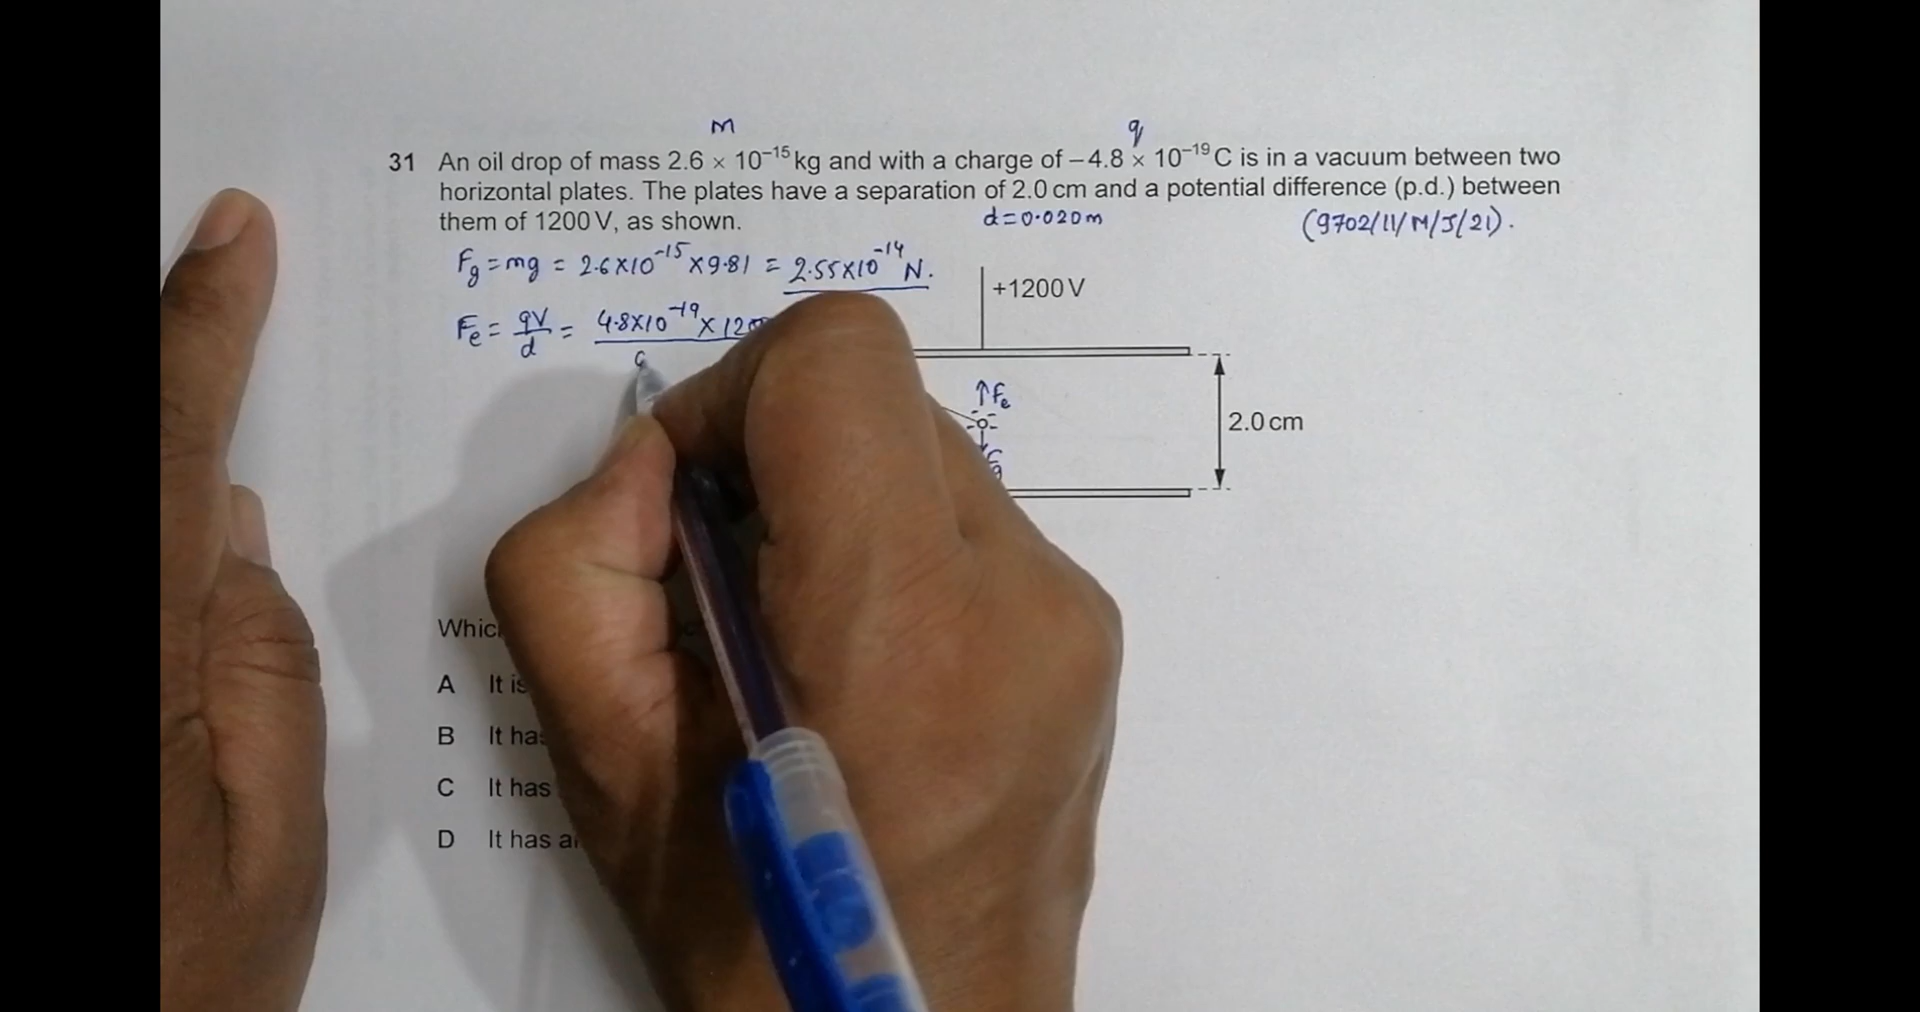 m
q
31 An oil drop of mass 2.6 × 10⁻¹⁵ kg and with a charge of –4.8 × 10⁻¹⁹ C is in a vacuum between two
horizontal plates. The plates have a separation of 2.0 cm and a potential difference (p.d.) between
them of 1200 V, as shown.
d = 0.020 m
(9702/11/M/J/21).
Fg = mg = 2.6×10⁻¹⁵ × 9.81 = 2.55×10⁻¹⁴ N.
+1200 V
Fe = qV/d = 4.8×10⁻¹⁹ × 12
↑Fe
2.0 cm
Fg
A It is
B It has
C It has
D It has